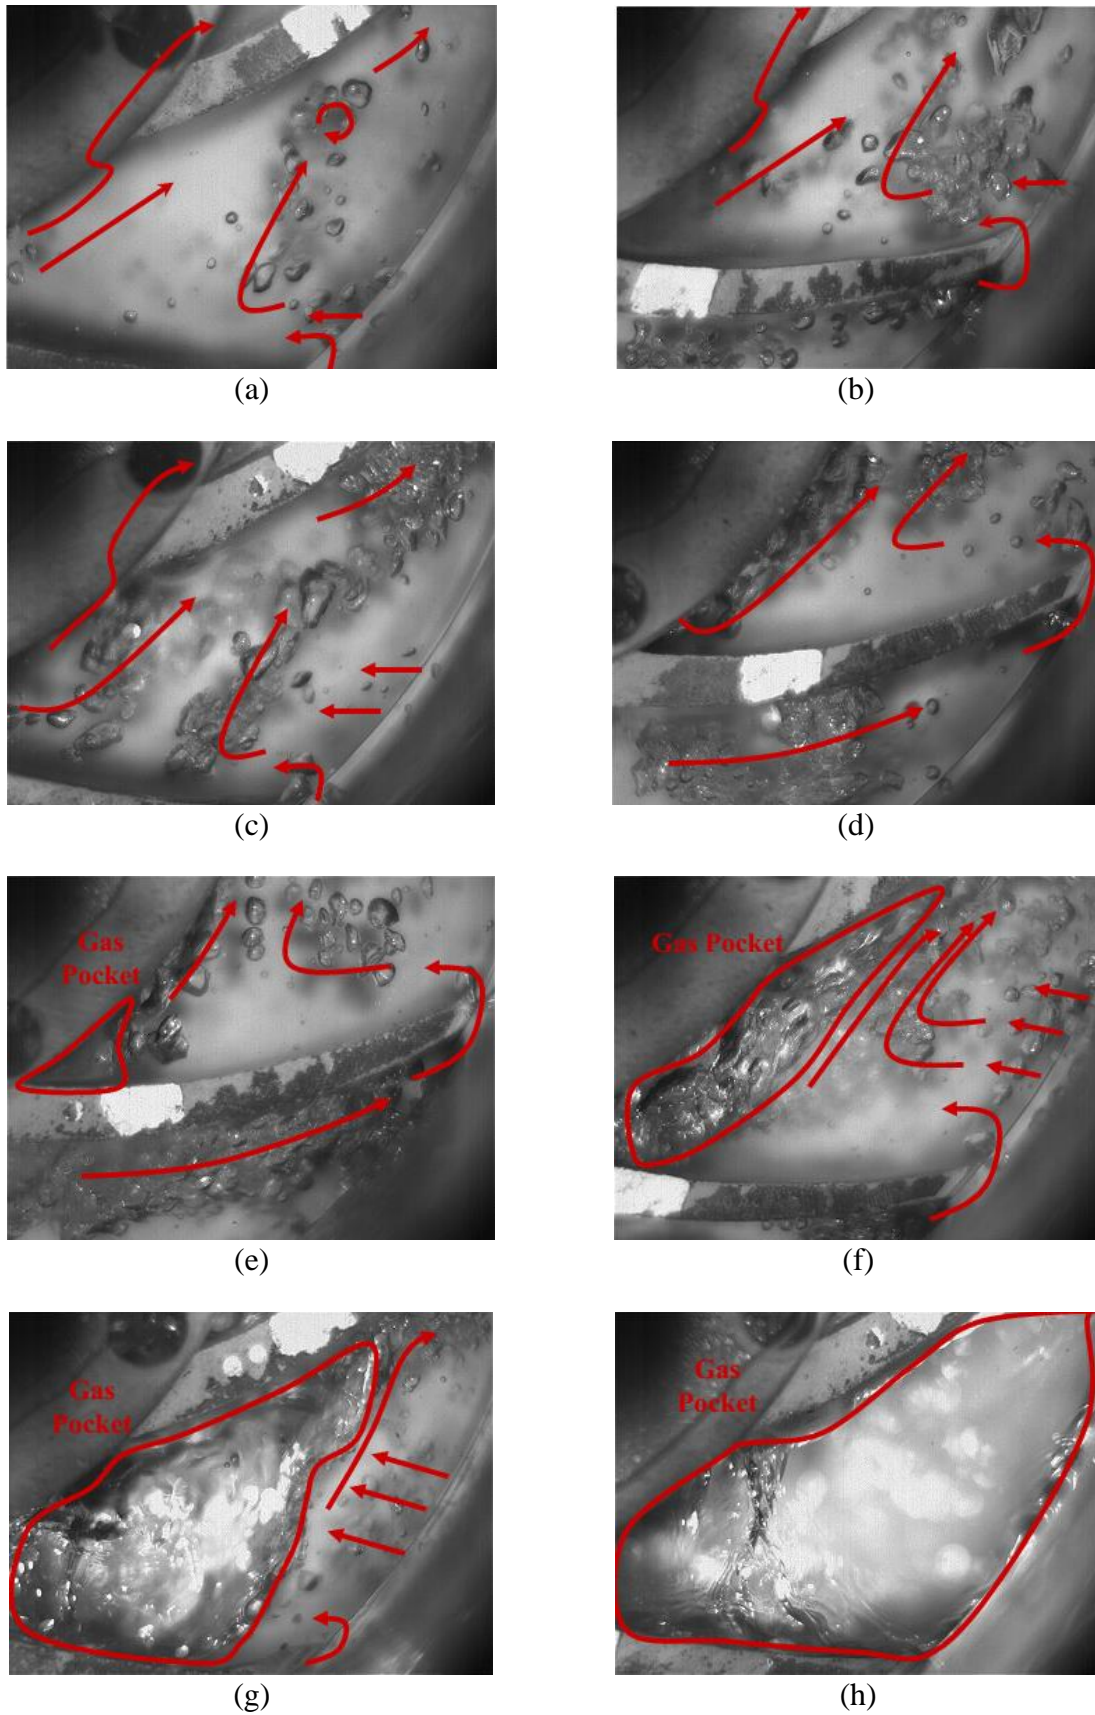 (a)
(b)
(c)
(d)
Gas
Pocket
(e)
Gas Pocket
(f)
Gas
Pocket
(g)
Gas
Pocket
(h)